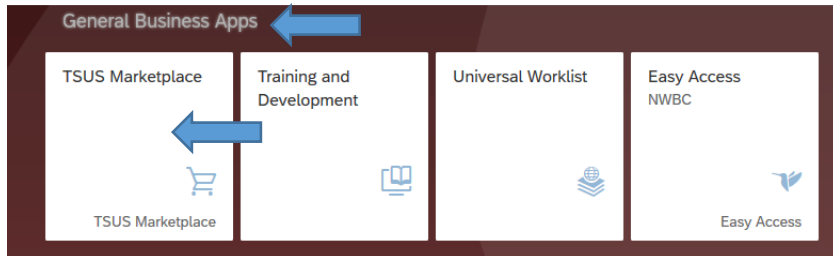 General Business Apps
TSUS Marketplace
TSUS Marketplace
Training and
Development
Universal Worklist
Easy Access
NWBC
Easy Access